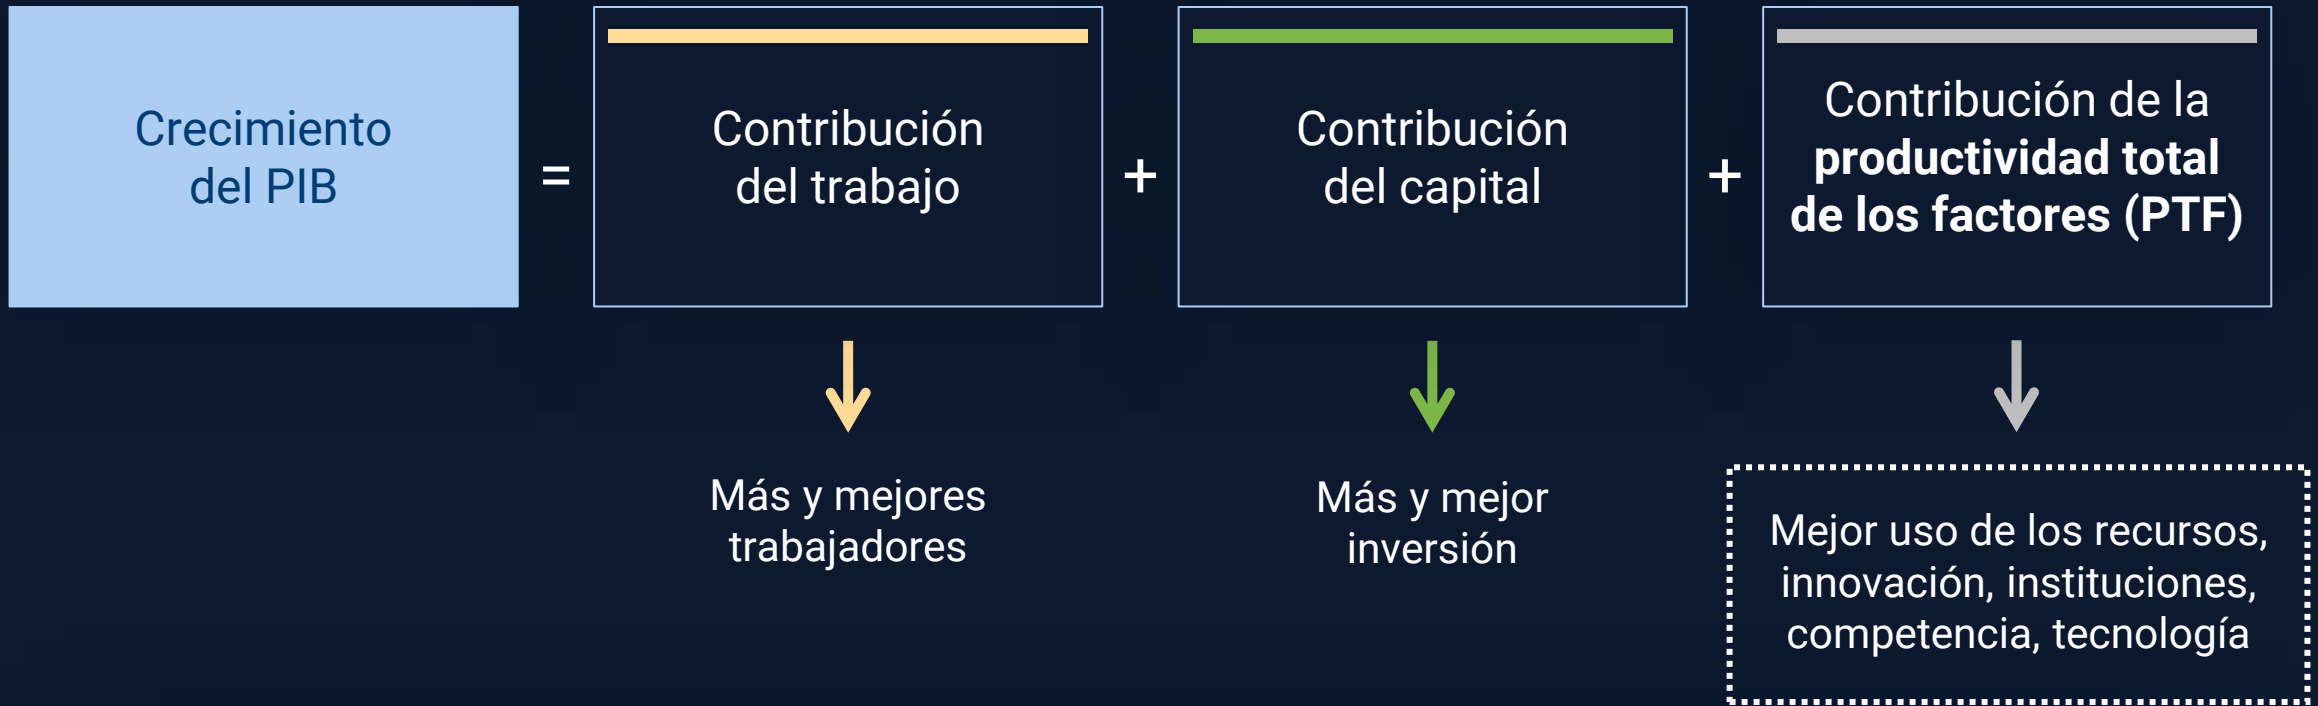 Crecimiento
del PIB
=
Contribución
del trabajo
+
Contribución
del capital
+
Contribución de la
productividad total
de los factores (PTF)
Más y mejores
trabajadores
Más y mejor
inversión
Mejor uso de los recursos,
innovación, instituciones,
competencia, tecnología